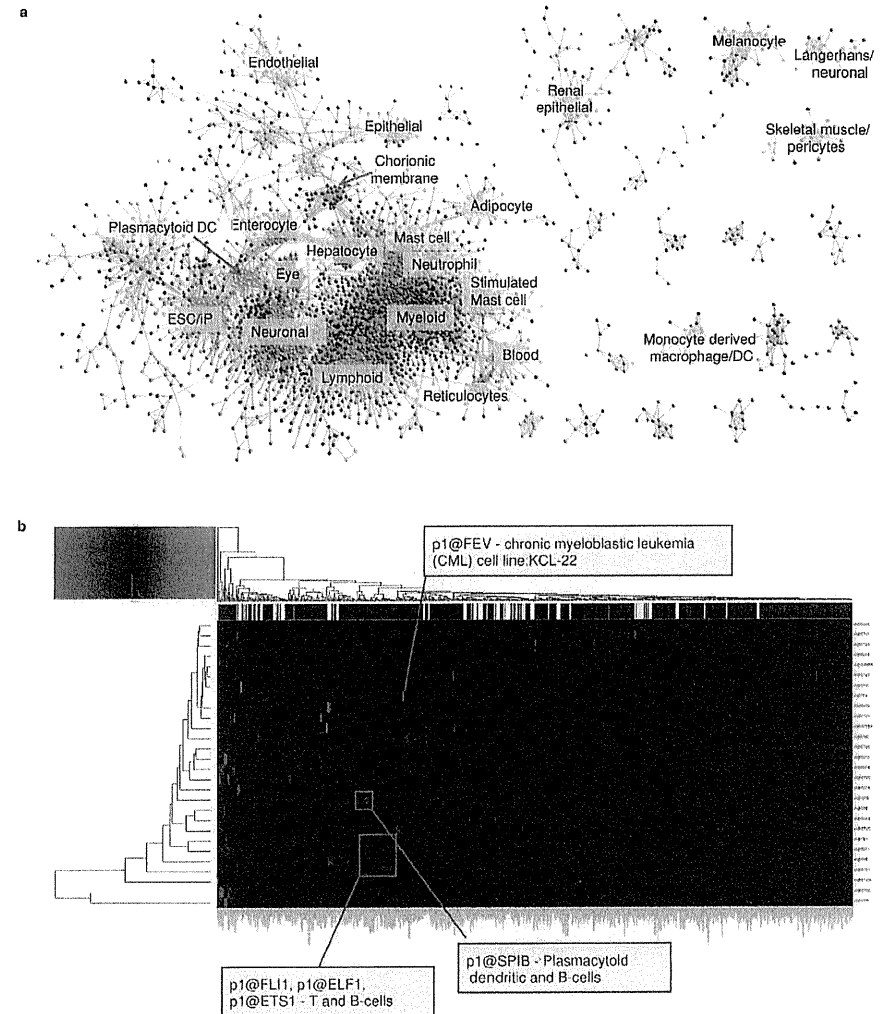 a
Endothelial
Melanocyte
Langerhans/
neuronal
Renal
epithelial
Epithelial
Skeletal muscle/
pericytes
Chorionic
membrane
Adipocyte
Plasmacytoid DC
Enterocyte
Hepatocyte
Mast cell
Neutrophil
Eye
Stimulated
Mast cell
ESC/iP
Neuronal
Myeloid
Monocyte derived
macrophage/DC
Blood
Lymphoid
Reticulocytes
b
p1@FEV - chronic myeloblastic leukemia
(CML) cell line:KCL-22
p1@SPIB - Plasmacytoid
dendritic and B-cells
p1@FLI1, p1@ELF1,
p1@ETS1 - T and B-cells